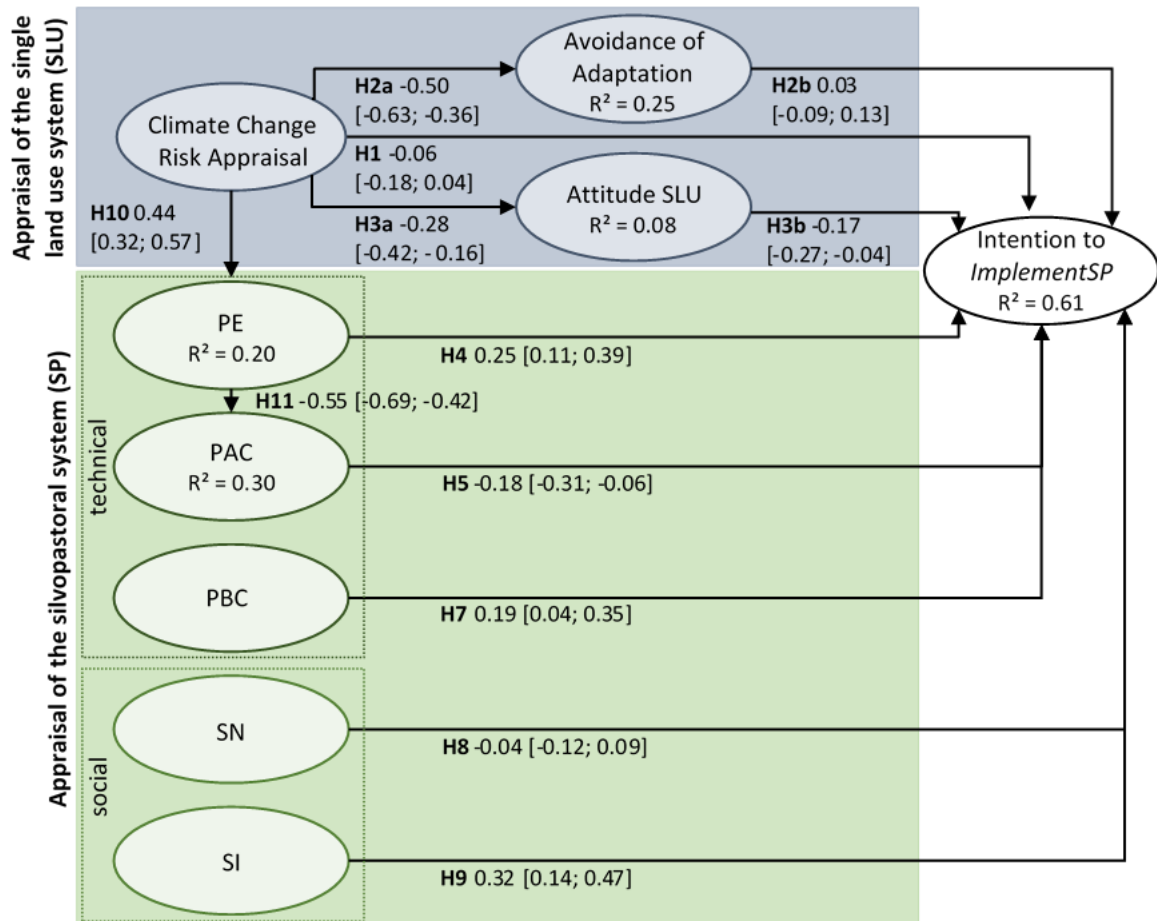 Appraisal of the single
land use system (SLU)
Avoidance of
Adaptation
R² = 0.25
H2a -0.50
[-0.63; -0.36]
H2b 0.03
[-0.09; 0.13]
Climate Change
Risk Appraisal
H1 -0.06
[-0.18; 0.04]
Attitude SLU
R² = 0.08
H10 0.44
[0.32; 0.57]
H3a -0.28
[-0.42; - 0.16]
H3b -0.17
[-0.27; -0.04]
Intention to
ImplementSP
R² = 0.61
Appraisal of the silvopastoral system (SP)
technical
PE
R² = 0.20
H4 0.25 [0.11; 0.39]
H11 -0.55 [-0.69; -0.42]
PAC
R² = 0.30
H5 -0.18 [-0.31; -0.06]
PBC
H7 0.19 [0.04; 0.35]
social
SN
H8 -0.04 [-0.12; 0.09]
SI
H9 0.32 [0.14; 0.47]